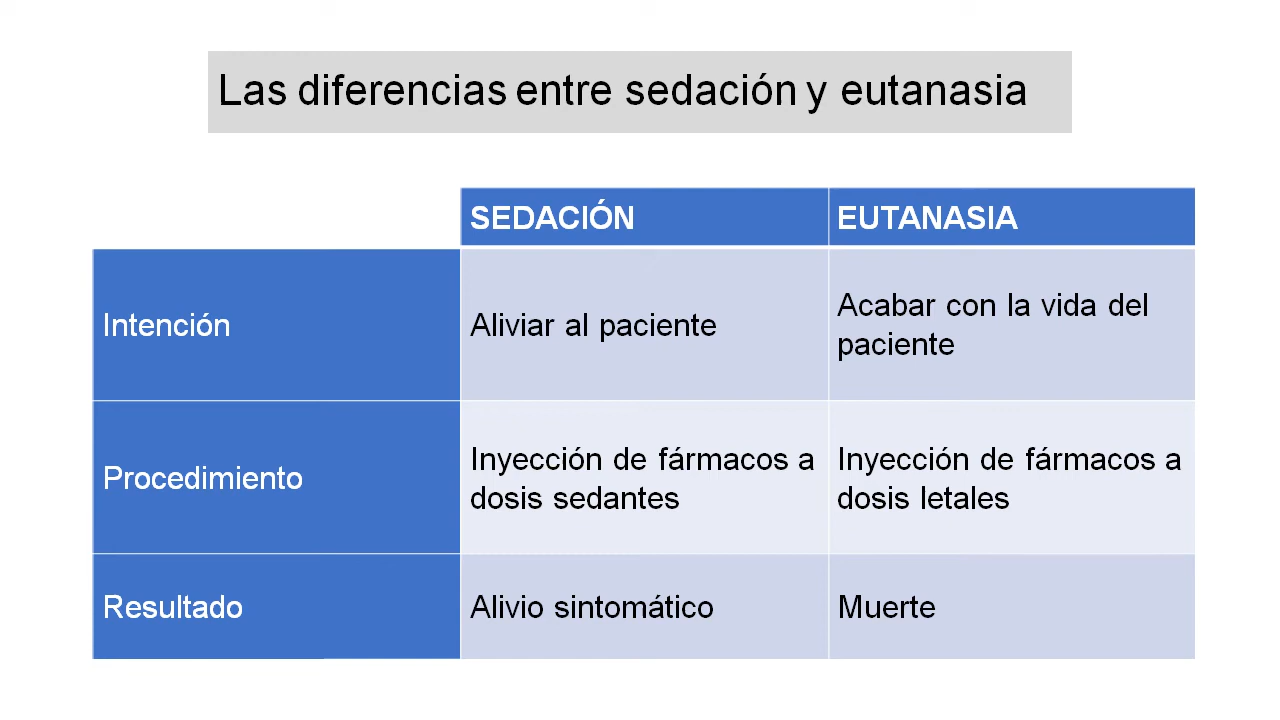 Las diferencias entre sedación y eutanasia
SEDACIÓN
EUTANASIA
Intención
Aliviar al paciente
Acabar con la vida del
paciente
Procedimiento
Inyección de fármacos a
dosis sedantes
Inyección de fármacos a
dosis letales
Resultado
Alivio sintomático
Muerte